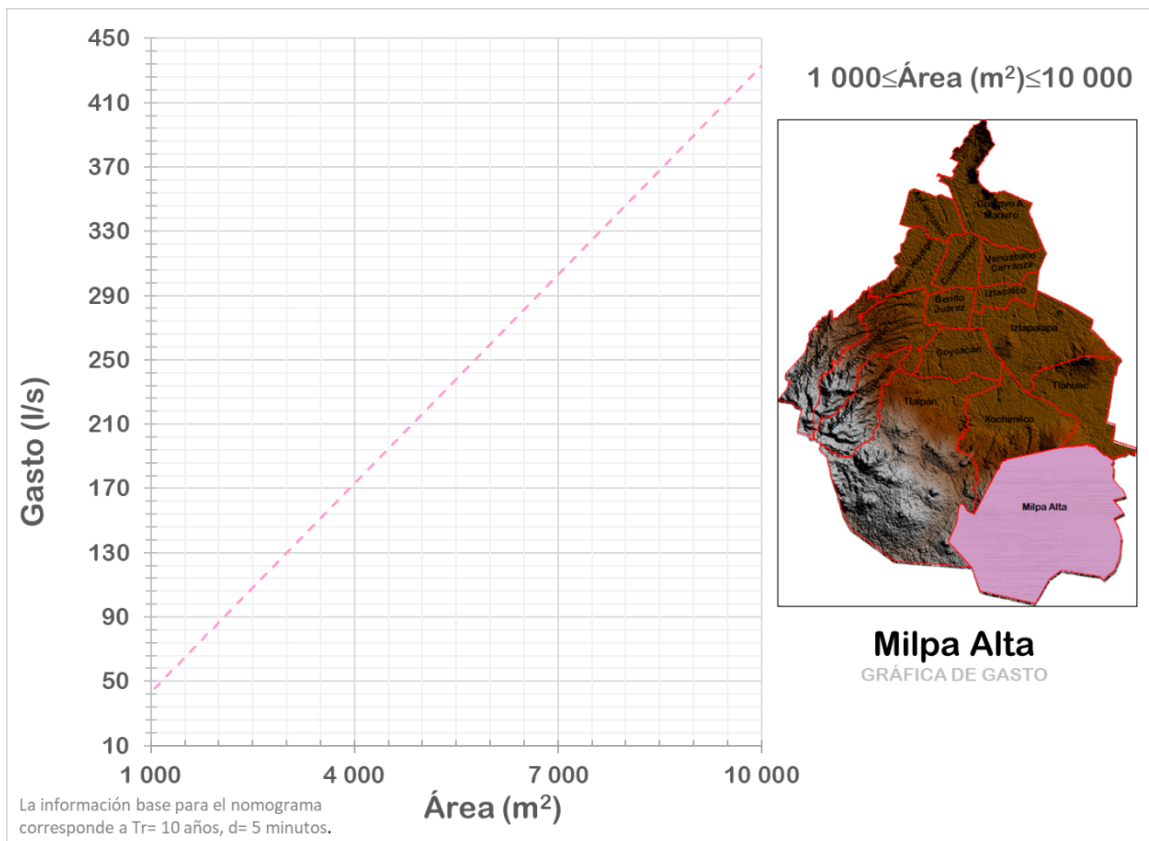 450
410
370
330
290
250
210
170
130
90
50
10
Gasto (l/s)
1 000
4 000
7 000
10 000
Área (m²)
La información base para el nomograma
corresponde a Tr= 10 años, d= 5 minutos.
1 000≤Área (m²)≤10 000
Gustavo A.
Madero
Miguel Hidalgo
Cuauhtémoc
Venustiano
Carranza
Iztacalco
Benito
Juárez
Iztapalapa
Coyoacán
Tláhuac
Tlalpan
Xochimilco
Milpa Alta
Milpa Alta
GRÁFICA DE GASTO